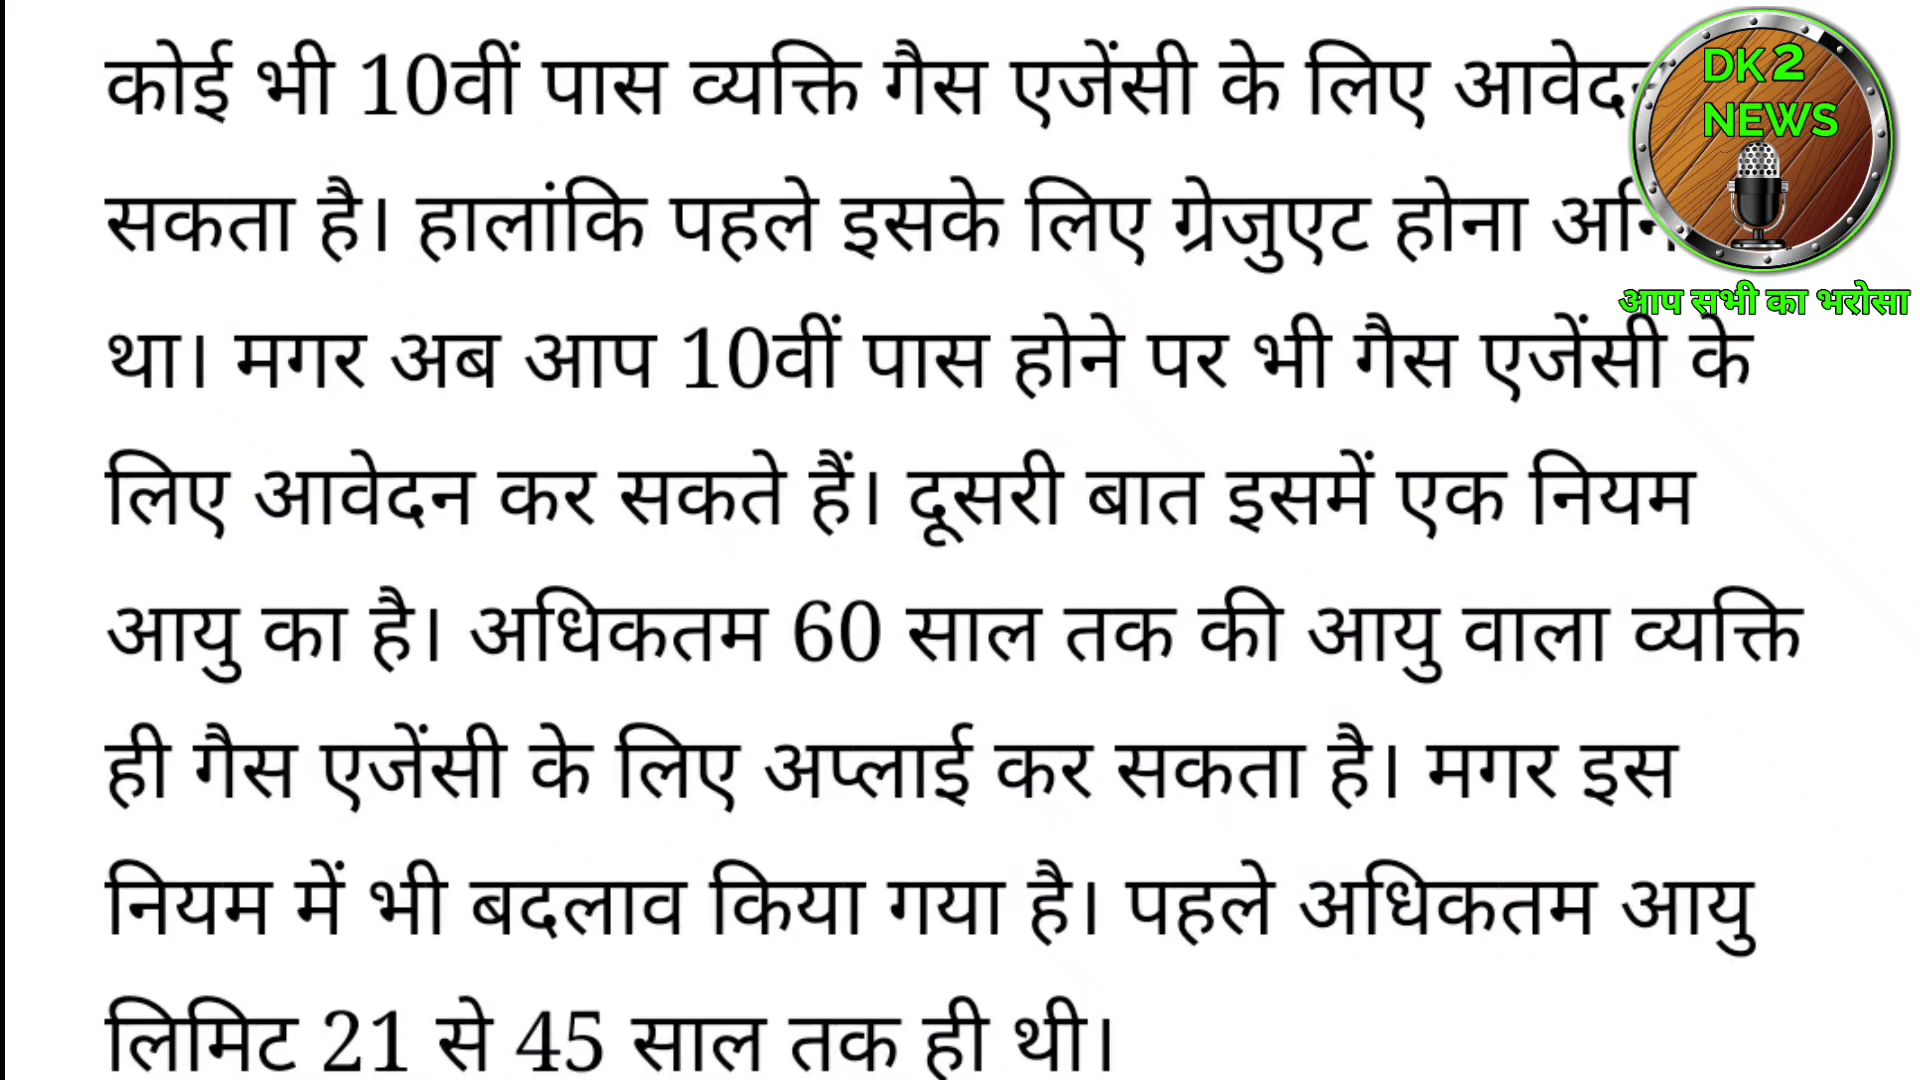 कोई भी 10वीं पास व्यक्ति गैस एजेंसी के लिए
सकता है। हालांकि पहले इसके लिए ग्रेजुएट होना
था। मगर अब आप 10वीं पास होने पर भी गैस एजेंसी के
लिए आवेदन कर सकते हैं। दूसरी बात इसमें एक नियम
आयु का है। अधिकतम 60 साल तक की आयु वाला व्यक्ति
ही गैस एजेंसी के लिए अप्लाई कर सकता है। मगर इस
नियम में भी बदलाव किया गया है। पहले अधिकतम आयु
लिमिट 21 से 45 साल तक ही थी।
DK2
NEWS
आप सभी का भरोसा